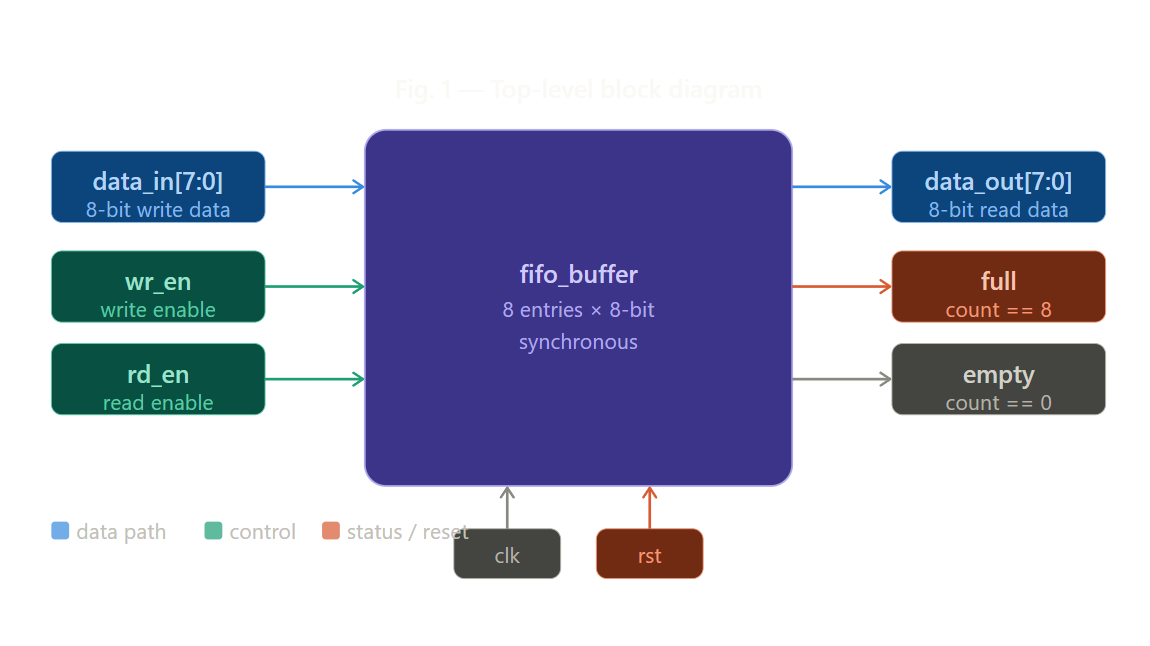 Fig. 1 — Top-level block diagram
data_in[7:0]
8-bit write data
wr_en
write enable
rd_en
read enable
fifo_buffer
8 entries × 8-bit
synchronous
data_out[7:0]
8-bit read data
full
count == 8
empty
count == 0
data path
control
status / reset
clk
rst